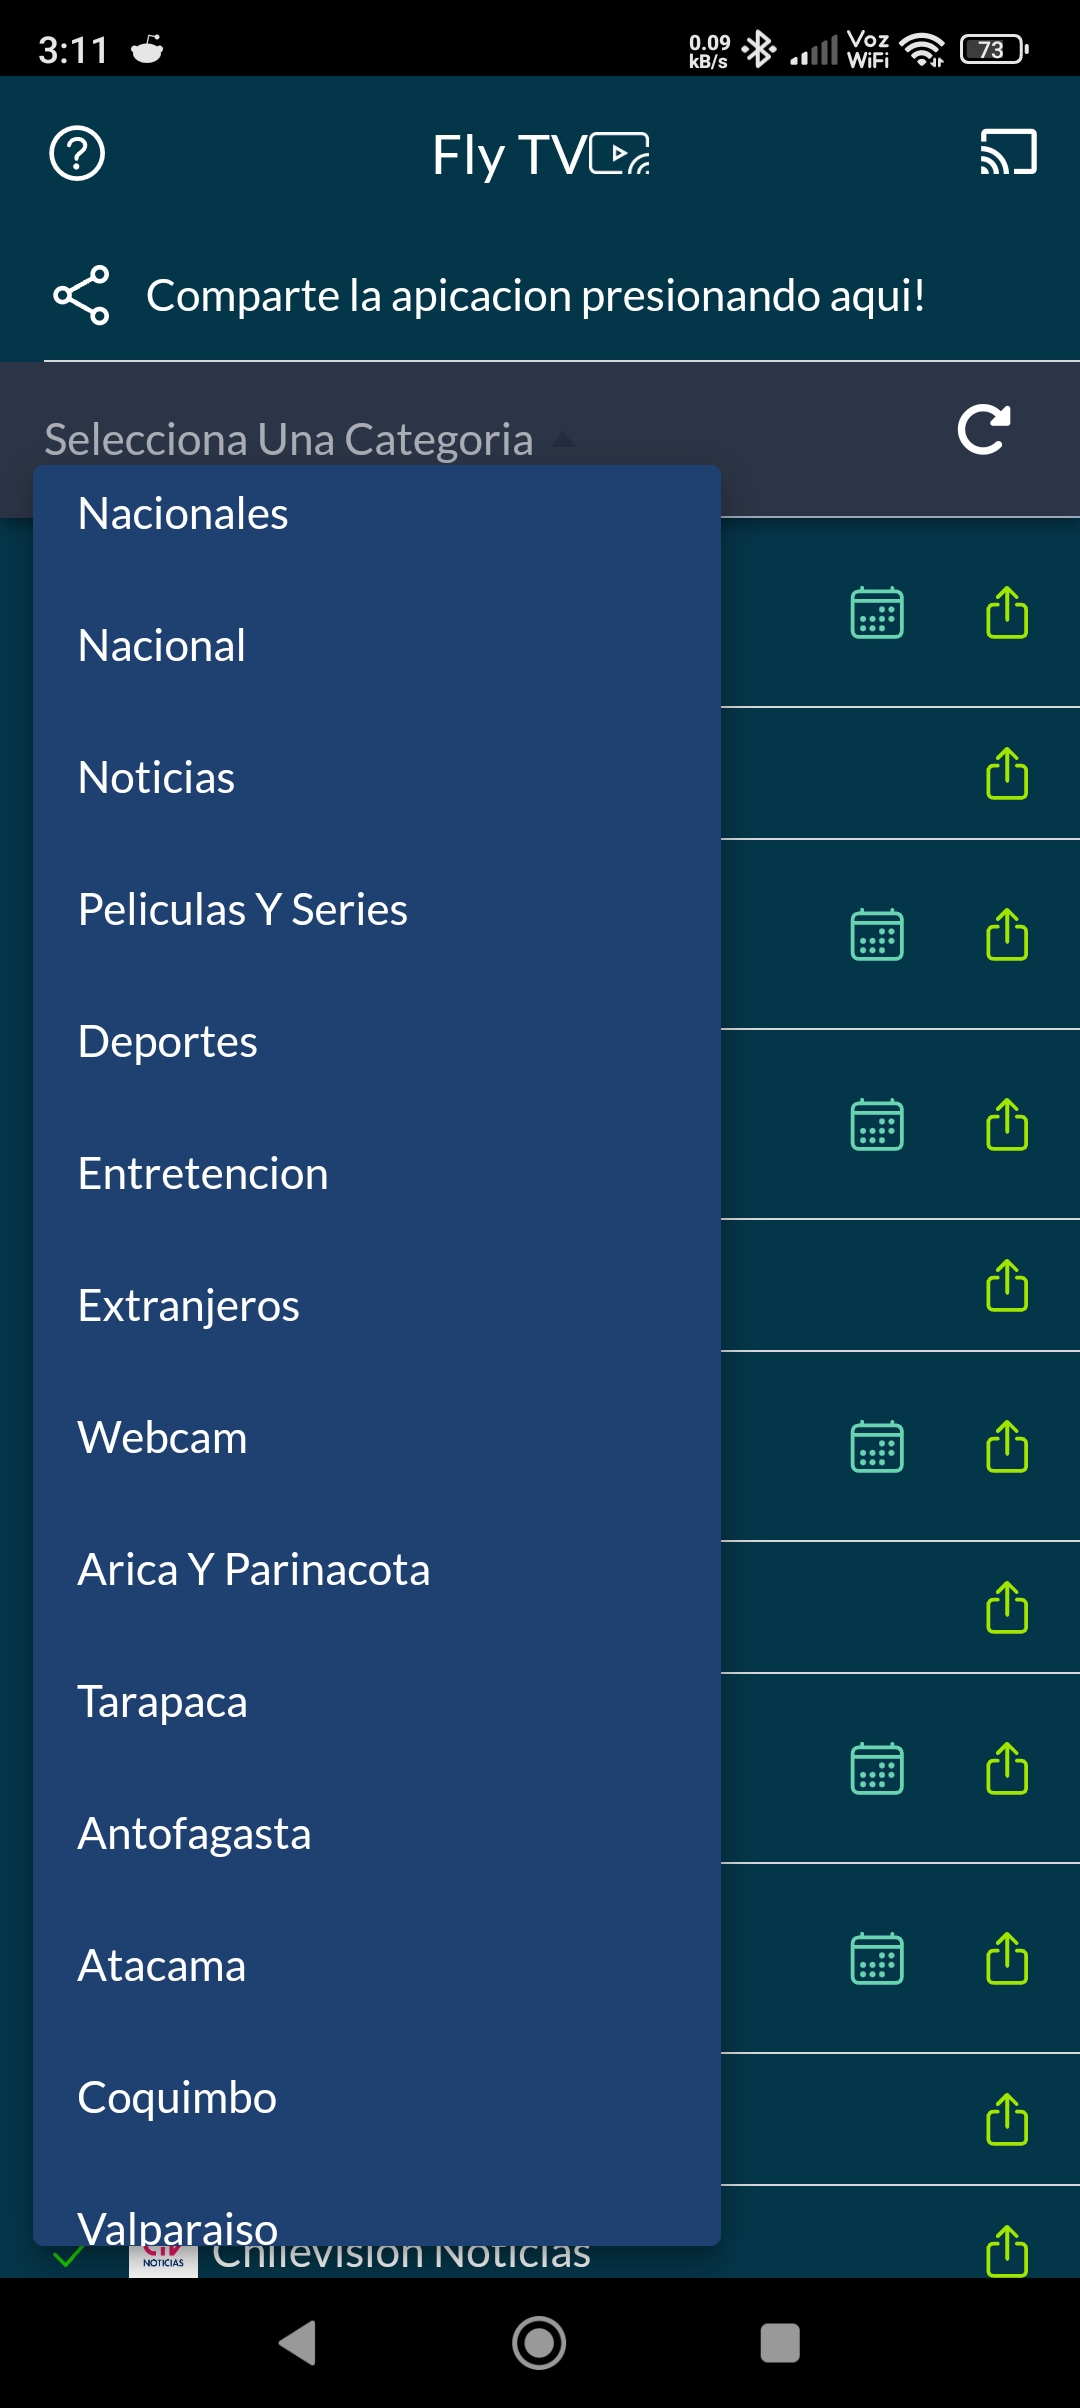 3:11
0.09
kB/s
Voz
WiFi
73
Fly TV
Comparte la apicacion presionando aqui!
Selecciona Una Categoria
Nacionales
Nacional
Noticias
Peliculas Y Series
Deportes
Entretencion
Extranjeros
Webcam
Arica Y Parinacota
Tarapaca
Antofagasta
Atacama
Coquimbo
Valparaiso
NOTICIAS
Chilevision Noticias